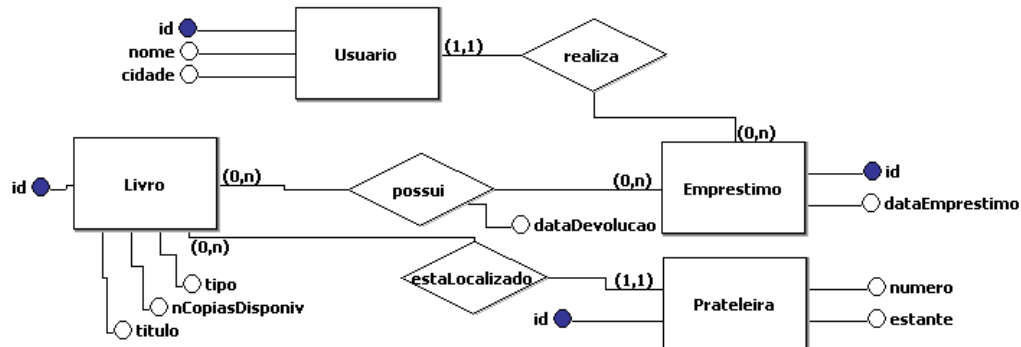 id
nome
cidade
Usuario
(1,1)
realiza
(0,n)
id
Livro
(0,n)
possui
(0,n)
Emprestimo
id
dataEmprestimo
dataDevolucao
(0,n)
tipo
nCopiasDisponiv
titulo
estaLocalizado
(1,1)
id
Prateleira
numero
estante